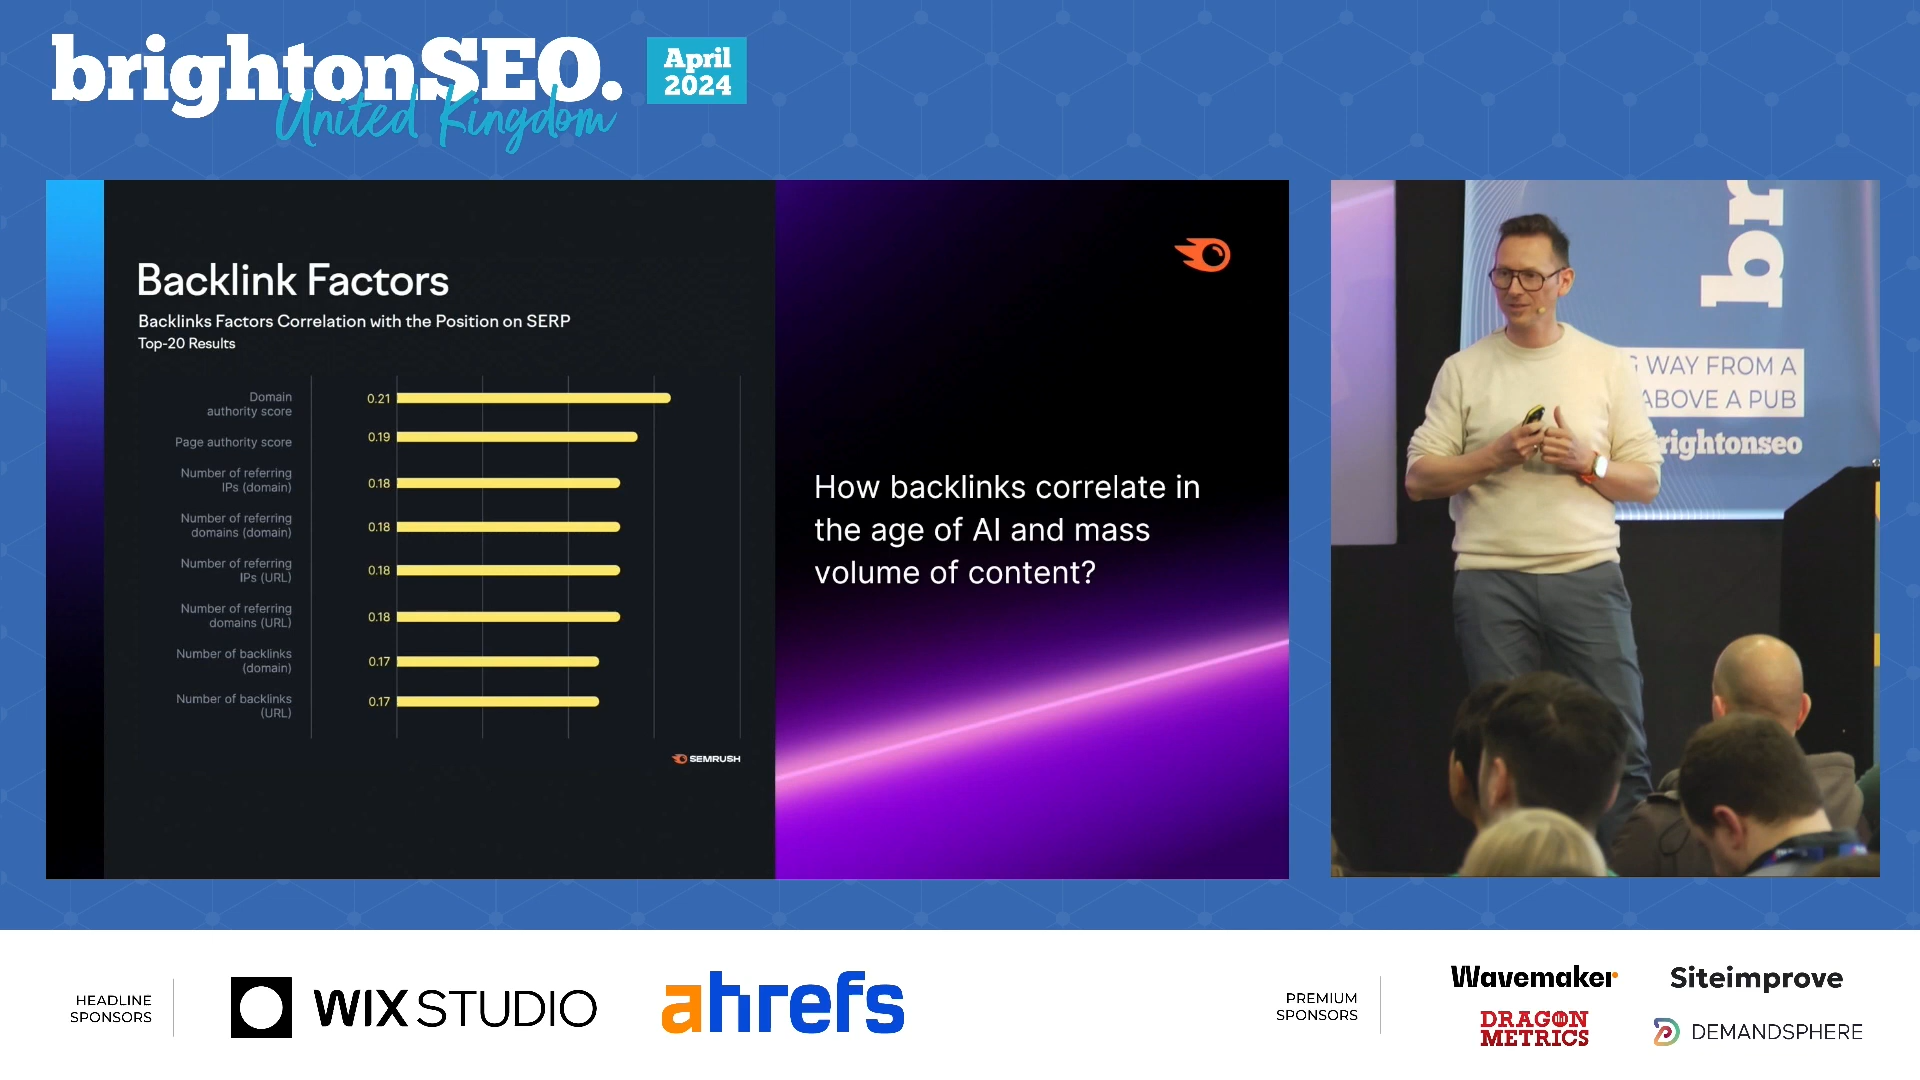 brightonSEO.
United Kingdom
April
2024
Backlink Factors
Backlinks Factors Correlation with the Position on SERP
Top-20 Results
Domain
authority score
0.21
Page authority score
0.19
Number of referring
IPs (domain)
0.18
Number of referring
domains (domain)
0.18
Number of referring
IPs (URL)
0.18
Number of referring
domains (URL)
0.18
Number of backlinks
(domain)
0.17
Number of backlinks
(URL)
0.17
SEMRUSH
How backlinks correlate in
the age of AI and mass
volume of content?
br
WAY FROM A
ABOVE A PUB
rightonseo
HEADLINE
SPONSORS
WIX STUDIO
ahrefs
PREMIUM
SPONSORS
Wavemaker
Siteimprove
DRAGON
METRICS
DEMANDSPHERE